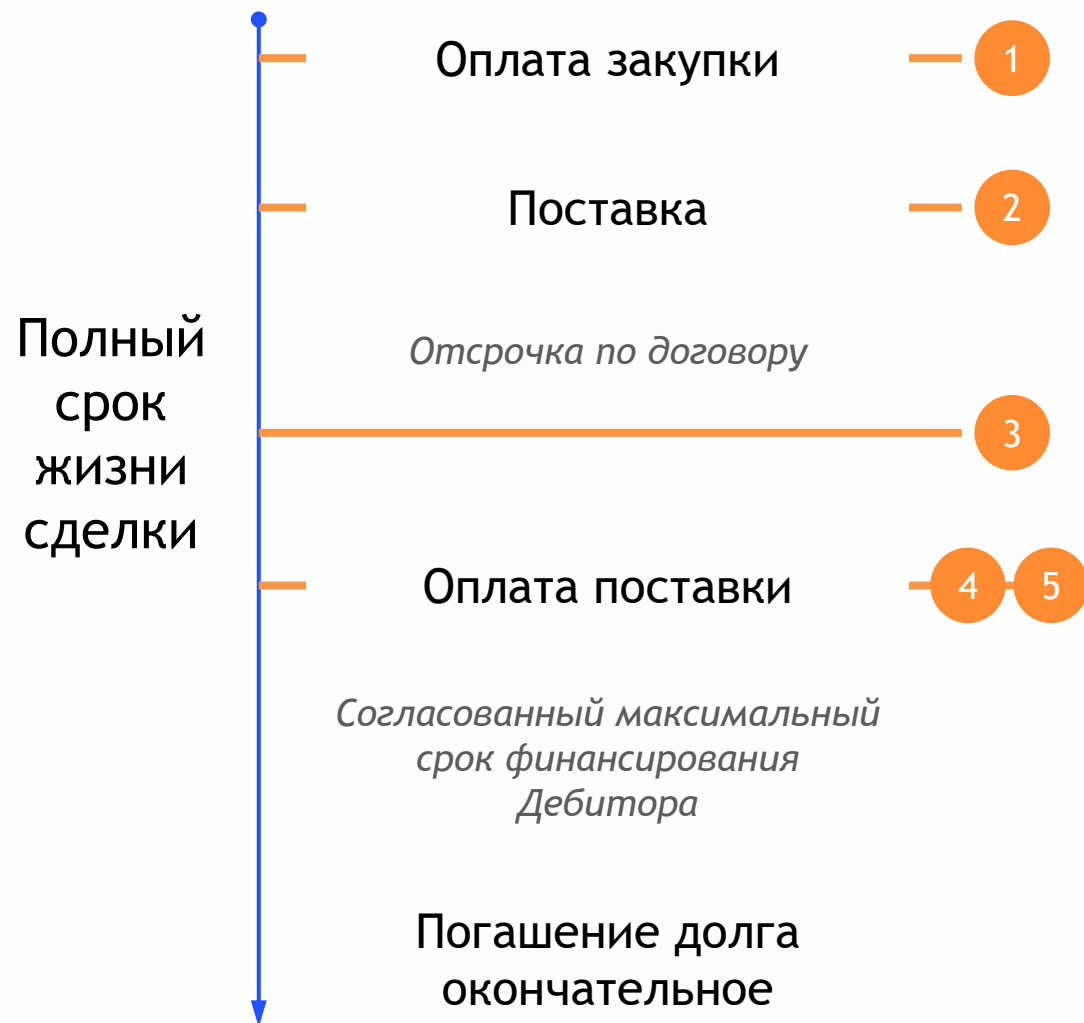 Оплата закупки
1
Поставка
2
Полный
срок
жизни
сделки
Отсрочка по договору
3
Оплата поставки
4
5
Согласованный максимальный
срок финансирования
Дебитора
Погашение долга
окончательное